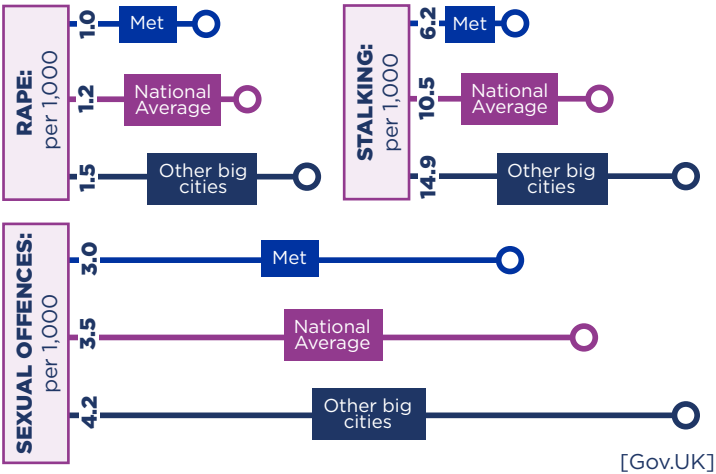 RAPE:
per 1,000
1.0
Met
1.2
National
Average
1.5
Other big
cities
STALKING:
per 1,000
6.2
Met
10.5
National
Average
14.9
Other big
cities
SEXUAL OFFENCES:
per 1,000
3.0
Met
3.5
National
Average
4.2
Other big
cities
[Gov.UK]